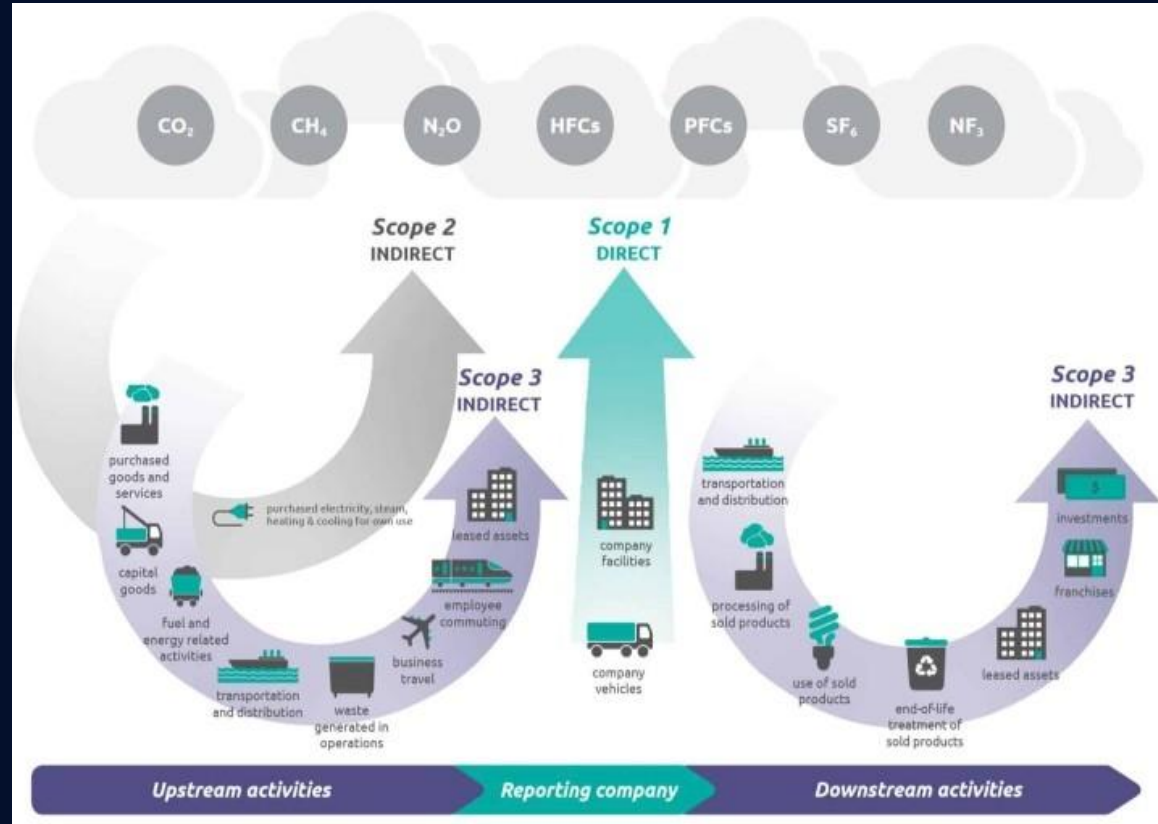 CO₂
CH₄
N₂O
HFCs
PFCs
SF₆
NF₃
Scope 2
INDIRECT
Scope 1
DIRECT
Scope 3
INDIRECT
Scope 3
INDIRECT
purchased
goods and
services
capital
goods
fuel and
energy related
activities
transportation
and distribution
waste
generated in
operations
business
travel
employee
commuting
leased assets
purchased electricity, steam,
heating & cooling for own use
company
facilities
company
vehicles
transportation
and distribution
processing of
sold products
use of sold
products
end-of-life
treatment of
sold products
leased assets
franchises
$
investments
Upstream activities
Reporting company
Downstream activities